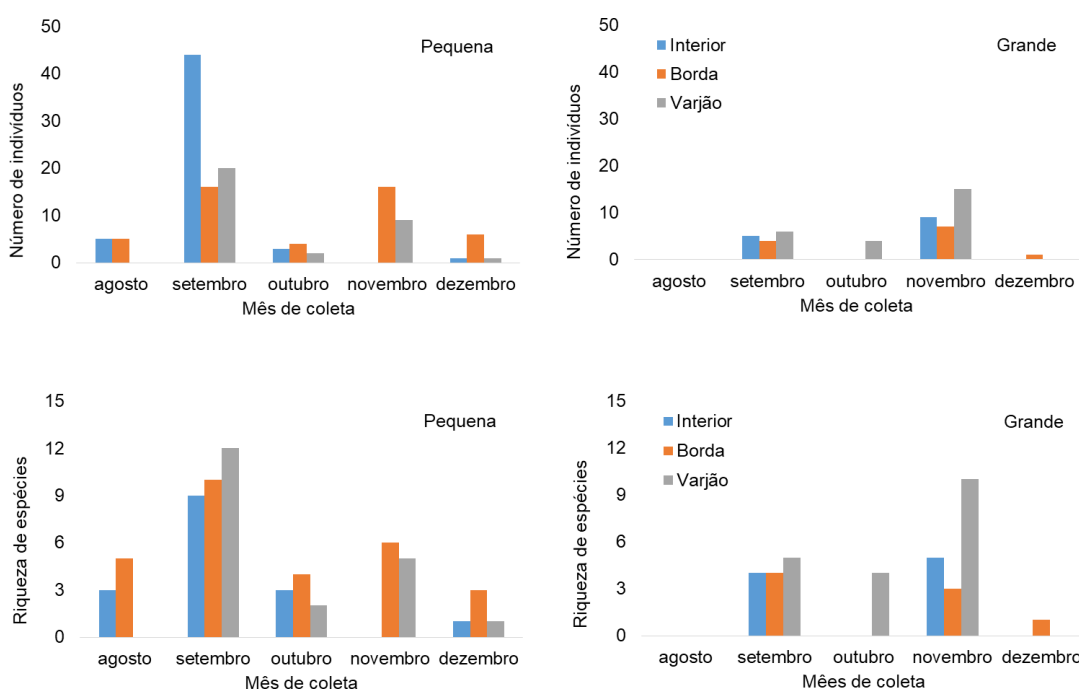 50
40
30
20
10
0
Número de indivíduos
Pequena
agosto setembro outubro novembro dezembro
Mês de coleta
50
40
30
20
10
0
Número de indivíduos
Interior
Borda
Varjão
Grande
agosto setembro outubro novembro dezembro
Mês de coleta
15
12
9
6
3
0
Riqueza de espécies
Pequena
agosto setembro outubro novembro dezembro
Mês de coleta
15
12
9
6
3
0
Riqueza de espécies
Interior
Borda
Varjão
Grande
agosto setembro outubro novembro dezembro
Mêes de coleta